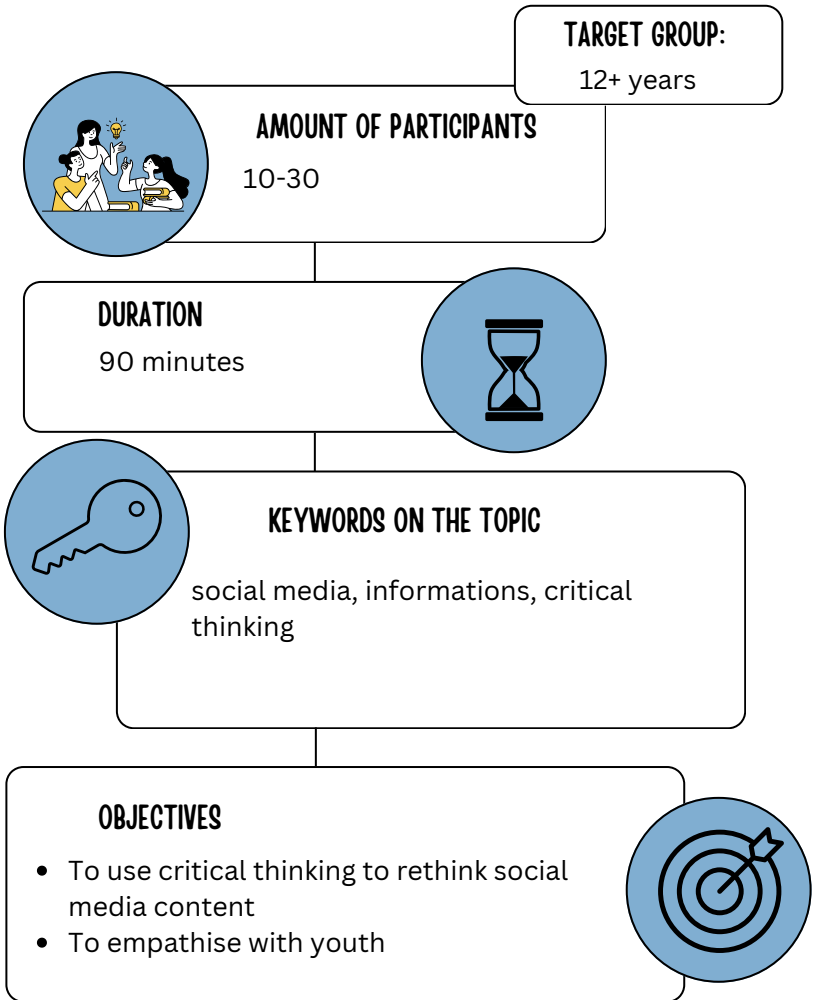 TARGET GROUP:
12+ years
AMOUNT OF PARTICIPANTS
10-30
DURATION
90 minutes
KEYWORDS ON THE TOPIC
social media, informations, critical
thinking
OBJECTIVES
• To use critical thinking to rethink social
media content
• To empathise with youth